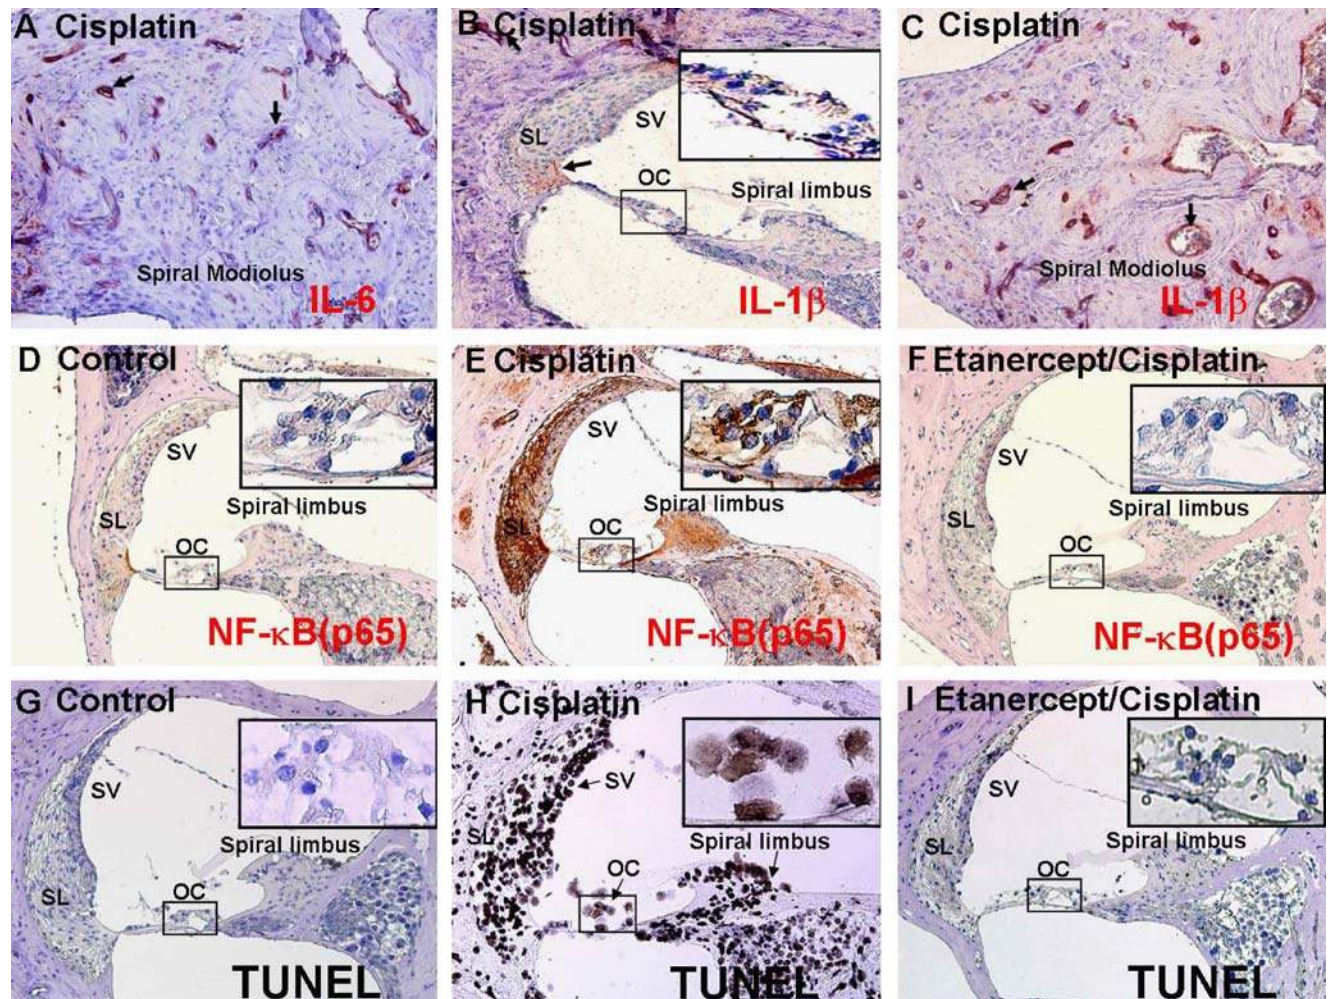 A Cisplatin
Spiral Modiolus
IL-6
B Cisplatin
SL
SV
OC
Spiral limbus
IL-1β
C Cisplatin
Spiral Modiolus
IL-1β
D Control
SV
SL
Spiral limbus
OC
NF-κB(p65)
E Cisplatin
SV
SL
Spiral limbus
OC
NF-κB(p65)
F Etanercept/Cisplatin
SV
SL
Spiral limbus
OC
NF-κB(p65)
G Control
SV
Spiral limbus
SL
OC
TUNEL
H Cisplatin
SV
SL
Spiral limbus
OC
TUNEL
I Etanercept/Cisplatin
SV
Spiral limbus
SL
OC
TUNEL